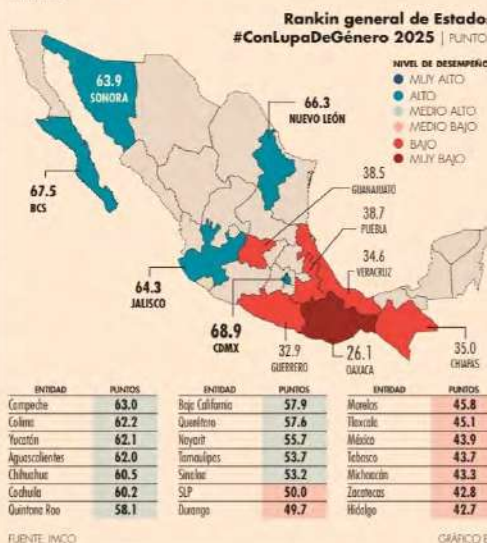 Rankin general de Estados
#ConLupaDeGénero 2025 | PUNTOS
NIVEL DE DESEMPEÑO
MUY ALTO
ALTO
MEDIO ALTO
MEDIO BAJO
BAJO
MUY BAJO
63.9
SONORA
66.3
NUEVO LEÓN
67.5
BCS
38.5
GUANAJUATO
38.7
PUEBLA
34.6
VERACRUZ
64.3
JALISCO
68.9
CDMX
32.9
GUERRERO
26.1
OAXACA
35.0
CHIAPAS
ENTIDAD PUNTOS
Campeche 63.0
Colima 62.2
Yucatán 62.1
Aguascalientes 62.0
Chihuahua 60.5
Coahuila 60.2
Quintana Roo 58.1
ENTIDAD PUNTOS
Baja California 57.9
Querétaro 57.6
Nayarit 55.7
Tamaulipas 53.7
Sinaloa 53.2
SLP 50.0
Durango 49.7
ENTIDAD PUNTOS
Morelos 45.8
Tlaxcala 45.1
México 43.9
Tabasco 43.7
Michoacán 43.3
Zacatecas 42.8
Hidalgo 42.7
FUENTE: IMCO
GRÁFICO E